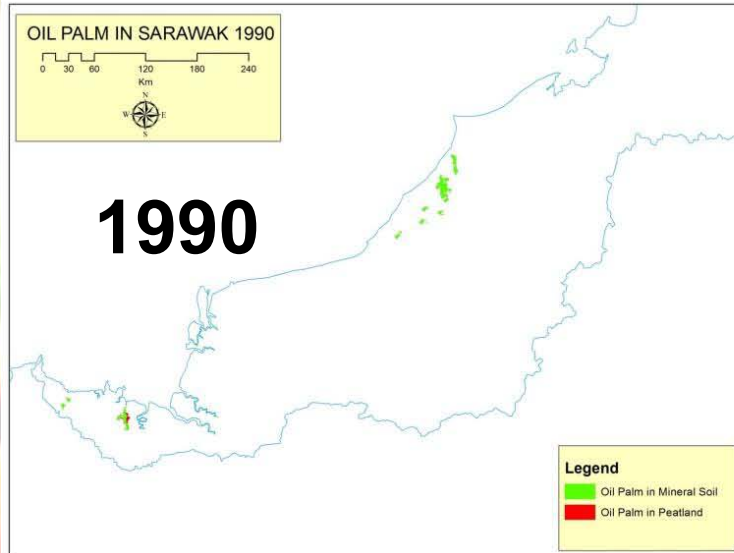 OIL PALM IN SARAWAK 1990
0 30 60 120 180 240
Km
N
W E
S
1990
Legend
Oil Palm in Mineral Soil
Oil Palm in Peatland